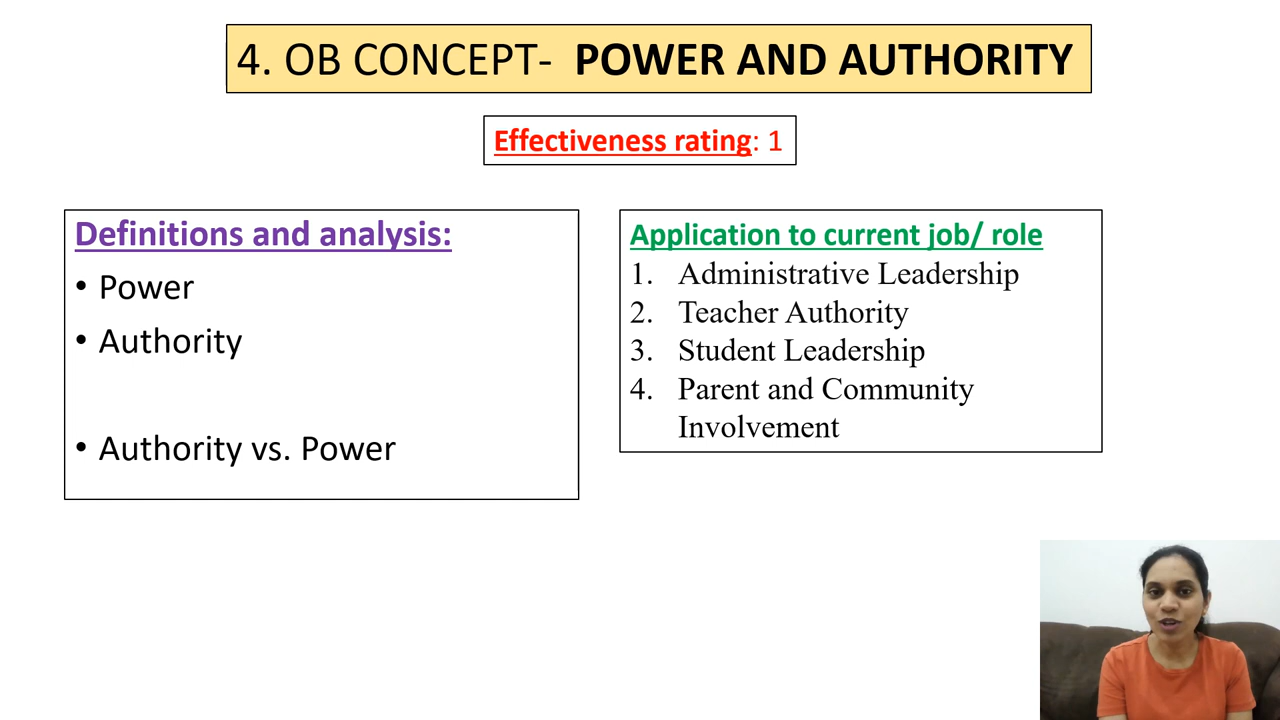 4. OB CONCEPT- POWER AND AUTHORITY
Effectiveness rating: 1
Definitions and analysis:
• Power
• Authority
• Authority vs. Power
Application to current job/ role
1. Administrative Leadership
2. Teacher Authority
3. Student Leadership
4. Parent and Community
Involvement